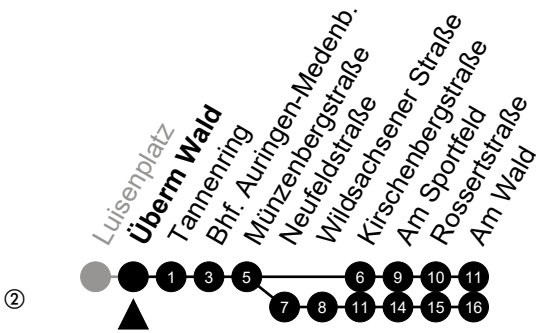 Luisenplatz
Überm Wald
Tannenring
Bhf. Auringen-Medenb.
Münzenbergstraße
Neufeldstraße
Wildsachsener Straße
Kirschenbergstraße
Am Sportfeld
Rossertstraße
Am Wald
1 3 5 6 9 10 11
② 7 8 11 14 15 16